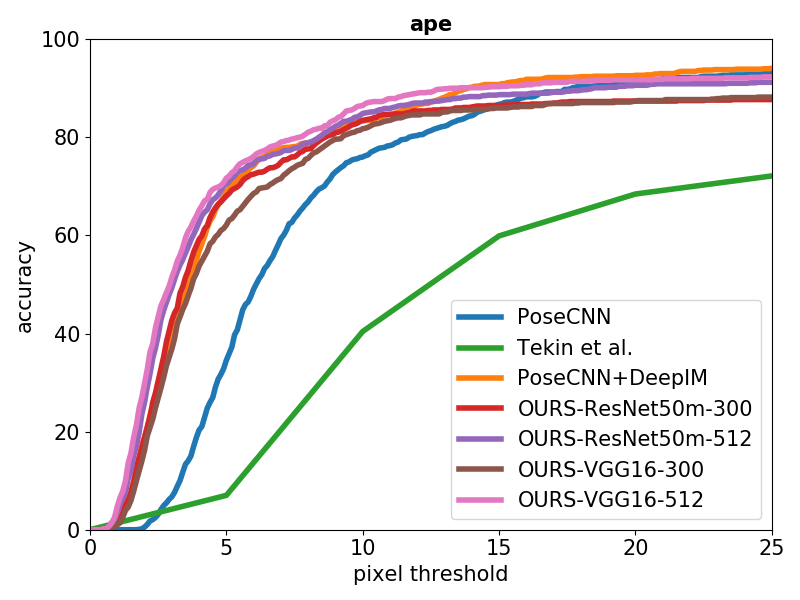 ape
100
80
60
40
20
0
accuracy
0 5 10 15 20 25
pixel threshold
PoseCNN
Tekin et al.
PoseCNN+DeepIM
OURS-ResNet50m-300
OURS-ResNet50m-512
OURS-VGG16-300
OURS-VGG16-512